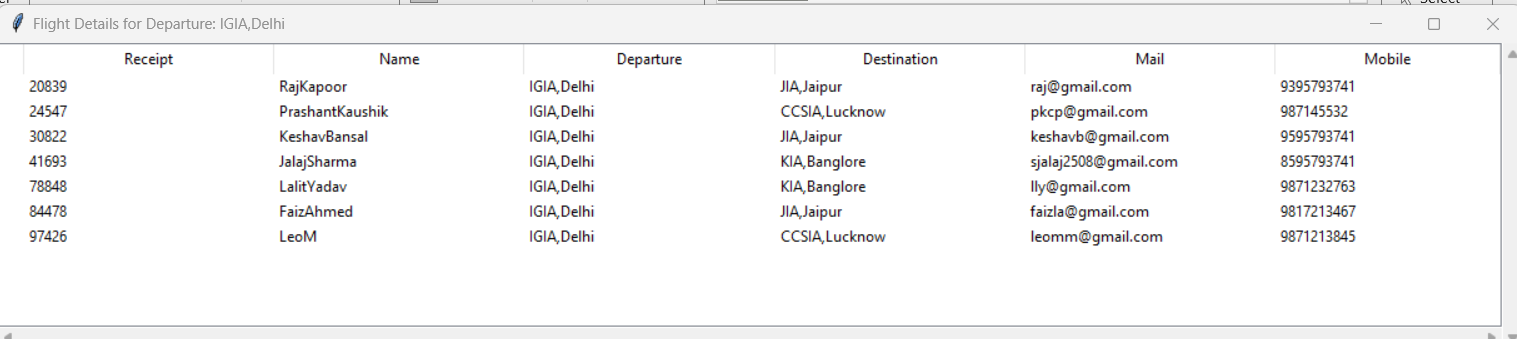 Select
Flight Details for Departure: IGIA,Delhi
Receipt Name Departure Destination Mail Mobile
20839 RajKapoor IGIA,Delhi JIA,Jaipur raj@gmail.com 9395793741
24547 PrashantKaushik IGIA,Delhi CCSIA,Lucknow pkcp@gmail.com 987145532
30822 KeshavBansal IGIA,Delhi JIA,Jaipur keshavb@gmail.com 9595793741
41693 JalajSharma IGIA,Delhi KIA,Banglore sjalaj2508@gmail.com 8595793741
78848 LalitYadav IGIA,Delhi KIA,Banglore lly@gmail.com 9871232763
84478 FaizAhmed IGIA,Delhi JIA,Jaipur faizla@gmail.com 9817213467
97426 LeoM IGIA,Delhi CCSIA,Lucknow leomm@gmail.com 9871213845